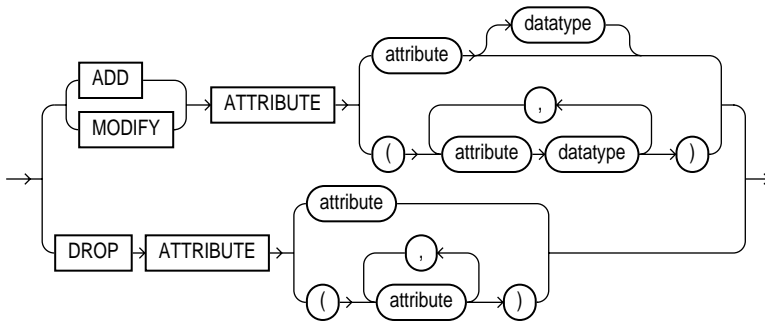 datatype
attribute
ADD
ATTRIBUTE
MODIFY
,
( attribute datatype )
attribute
DROP ATTRIBUTE
,
( attribute )